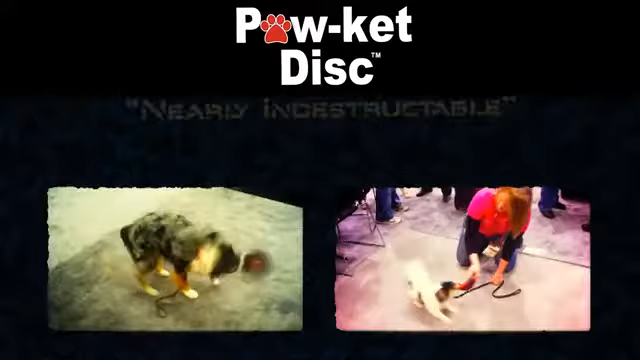 Paw-ket
Disc™
"Nearly indestructable"